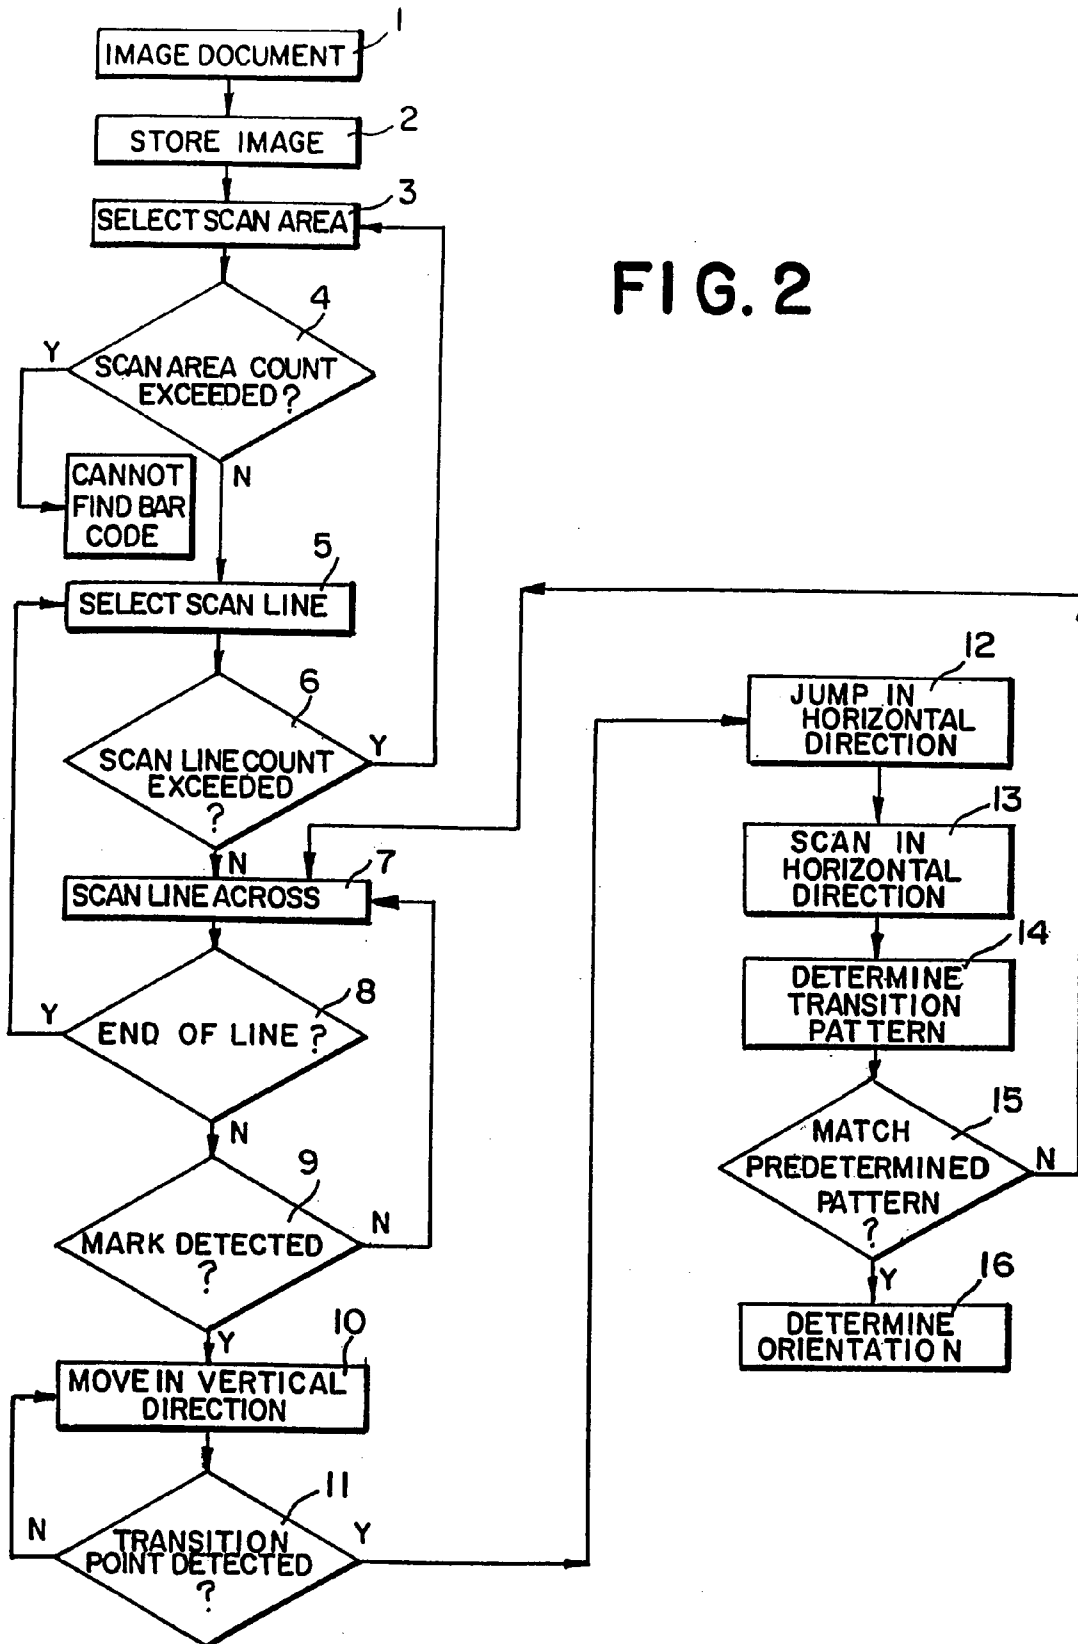 1
IMAGE DOCUMENT
2
STORE IMAGE
3
SELECT SCAN AREA
FIG. 2
4
Y
SCAN AREA COUNT
EXCEEDED?
N
CANNOT
FIND BAR
CODE
5
SELECT SCAN LINE
6
SCAN LINE COUNT
EXCEEDED
?
Y
N
7
SCAN LINE ACROSS
8
Y
END OF LINE?
N
9
MARK DETECTED
?
N
Y
10
MOVE IN VERTICAL
DIRECTION
11
N
TRANSITION
POINT DETECTED
?
Y
12
JUMP IN
HORIZONTAL
DIRECTION
13
SCAN IN
HORIZONTAL
DIRECTION
14
DETERMINE
TRANSITION
PATTERN
15
MATCH
PREDETERMINED
PATTERN
?
N
Y
16
DETERMINE
ORIENTATION